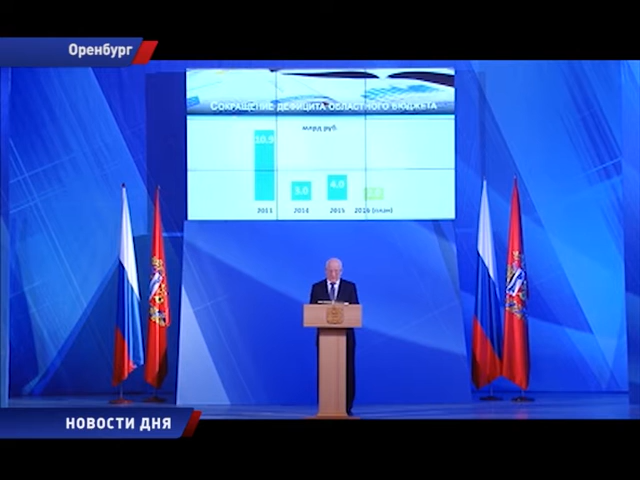 Оренбург
Сокращение дефицита областного бюджета
млрд руб.
10.9
3.0
4.0
2014
2015
2016 (план)
НОВОСТИ ДНЯ